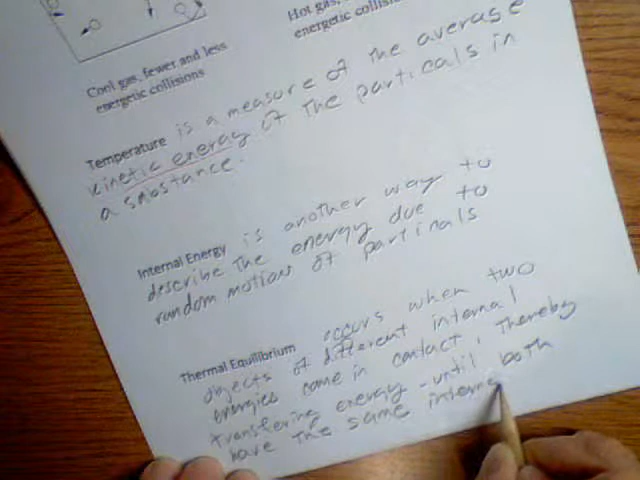 Hot gas,
energetic collisio
Cool gas, fewer and less
energetic collisions
Temperature is a measure of the average
kinetic energy of the particals in
a substance.
Internal Energy is another way to
describe the energy due to
random motion of particals
Thermal Equilibrium occurs when two
objects of different internal
energies come in contact, thereby
transfering energy until both
have the same interna